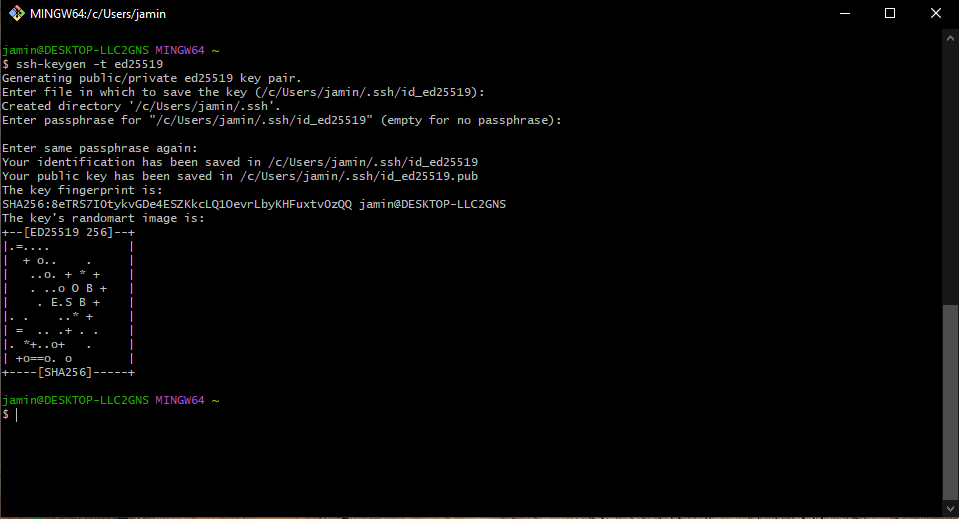 MINGW64:/c/Users/jamin
jamin@DESKTOP-LLC2GNS MINGW64 ~
$ ssh-keygen -t ed25519
Generating public/private ed25519 key pair.
Enter file in which to save the key (/c/Users/jamin/.ssh/id_ed25519):
Created directory '/c/Users/jamin/.ssh'.
Enter passphrase for "/c/Users/jamin/.ssh/id_ed25519" (empty for no passphrase):
Enter same passphrase again:
Your identification has been saved in /c/Users/jamin/.ssh/id_ed25519
Your public key has been saved in /c/Users/jamin/.ssh/id_ed25519.pub
The key fingerprint is:
SHA256:8eTRS7IOtykvGDe4ESZKkcLQ1OevrLbyKHFuxtvOzQQ jamin@DESKTOP-LLC2GNS
The key's randomart image is:
+--[ED25519 256]--+
|.=....           |
|  + o..    .     |
|   ..o. + * +    |
|   . ..o O B +   |
|    . E.S B +    |
|. .    ..* +     |
| =  .. .+ . .    |
|. *+..o+   .     |
| +o==o. o        |
+----[SHA256]-----+
jamin@DESKTOP-LLC2GNS MINGW64 ~
$